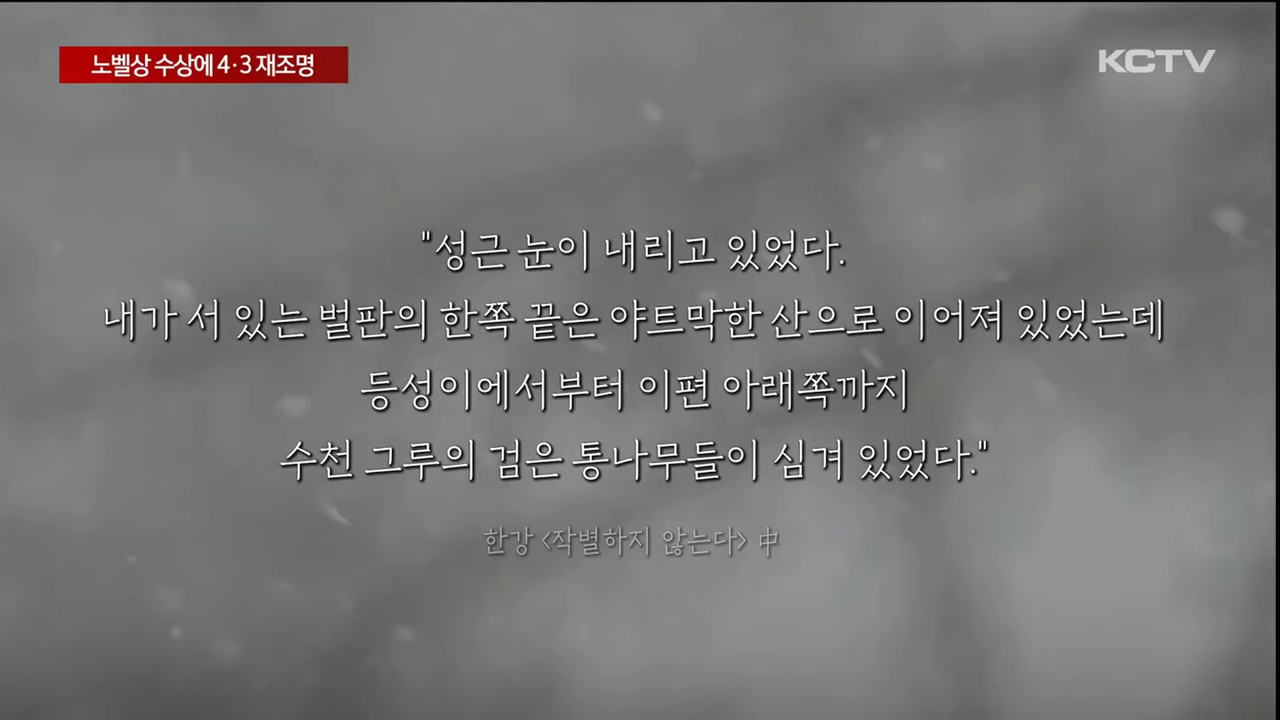 노벨상 수상에 4·3 재조명
KCTV
"성근 눈이 내리고 있었다.
내가 서 있는 벌판의 한쪽 끝은 야트막한 산으로 이어져 있었는데
등성이에서부터 이편 아래쪽까지
수천 그루의 검은 통나무들이 심겨 있었다."
한강 <작별하지 않는다> 中